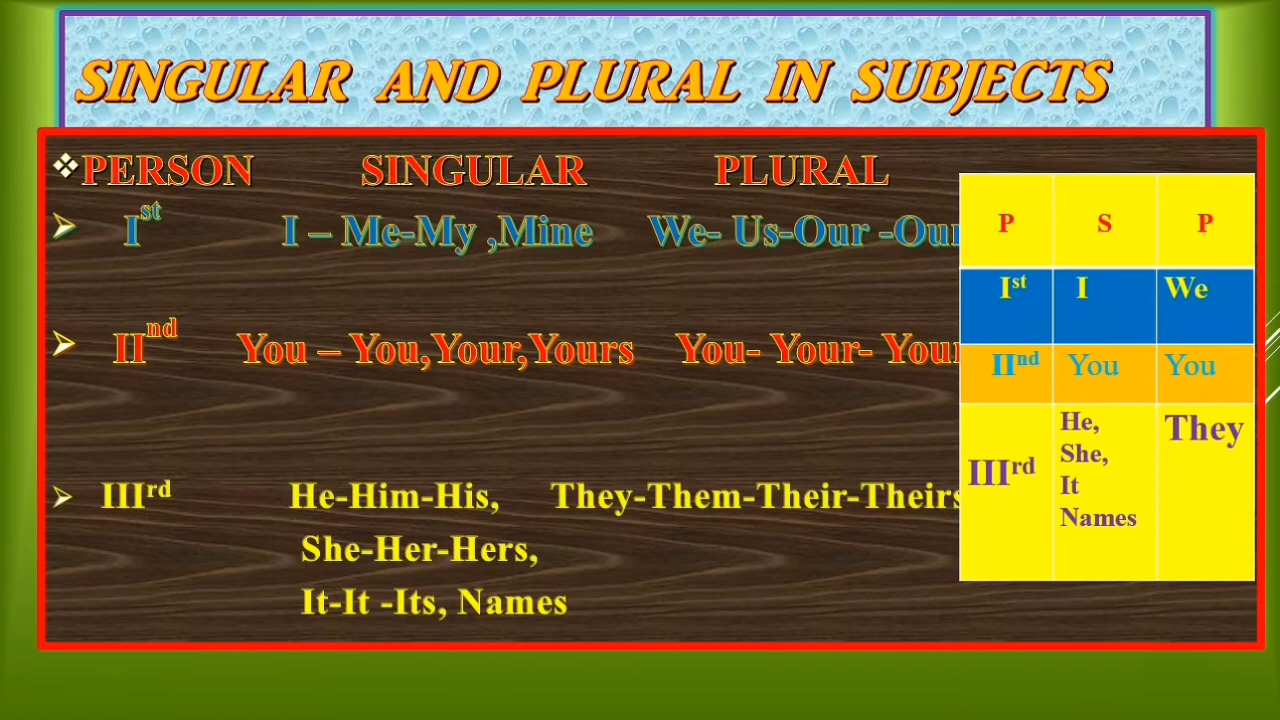 SINGULAR AND PLURAL IN SUBJECTS
❖PERSON SINGULAR PLURAL
➢ Ist I – Me-My ,Mine We- Us-Our
➢ IInd You – You,Your,Yours You- Your-
➢ IIIrd He-Him-His, They-Them-Their-Theirs
She-Her-Hers,
It-It -Its, Names
P S P
Ist I We
IInd You You
IIIrd He, They
She,
It
Names